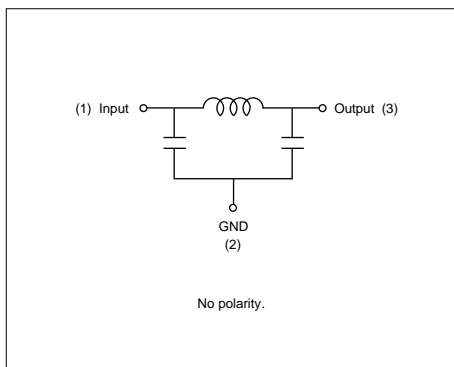 (1) Input Output (3)
GND
(2)
No polarity.